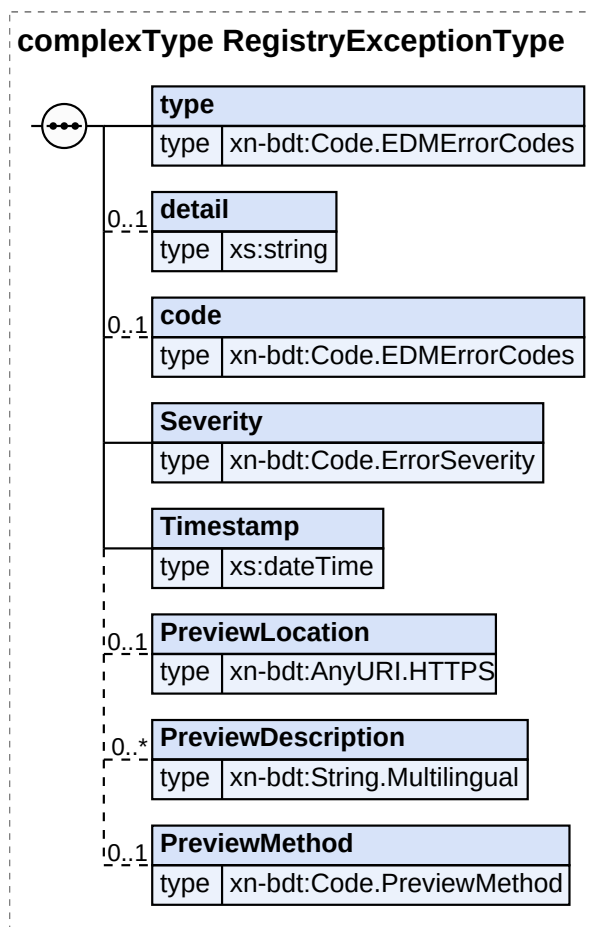 complexType RegistryExceptionType
type
type xn-bdt:Code.EDMErrorCodes
0..1 detail
type xs:string
0..1 code
type xn-bdt:Code.EDMErrorCodes
Severity
type xn-bdt:Code.ErrorSeverity
Timestamp
type xs:dateTime
0..1 PreviewLocation
type xn-bdt:AnyURI.HTTPS
0..* PreviewDescription
type xn-bdt:String.Multilingual
0..1 PreviewMethod
type xn-bdt:Code.PreviewMethod